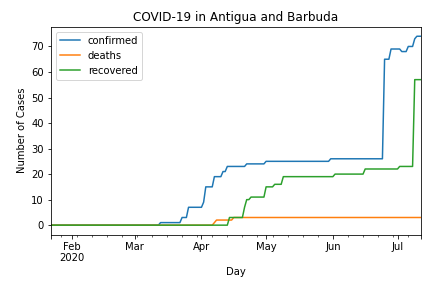 COVID-19 in Antigua and Barbuda
confirmed
deaths
recovered
Number of Cases
70
60
50
40
30
20
10
0
Feb Mar Apr May Jun Jul
2020
Day